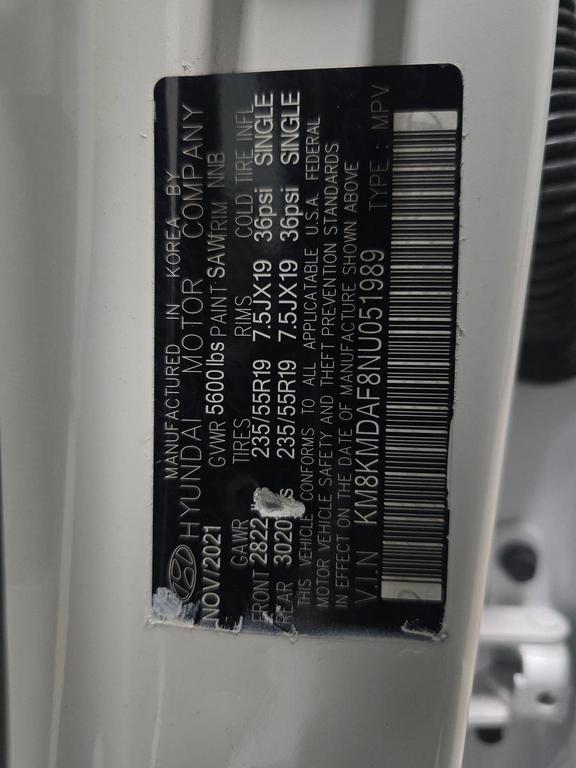 MANUFACTURED IN KOREA BY
HYUNDAI MOTOR COMPANY
NOV/2021 GVWR 5600lbs PAINT SAW TRIM NNB
GAWR TIRES RIMS COLD TIRE INFL
FRONT 2822 235/55R19 7.5JX19 36psi SINGLE
REAR 3020 235/55R19 7.5JX19 36psi SINGLE
THIS VEHICLE CONFORMS TO ALL APPLICATABLE U.S.A. FEDERAL
MOTOR VEHICLE SAFETY AND THEFT PREVENTION STANDARDS
IN EFFECT ON THE DATE OF MANUFACTURE SHOWN ABOVE
V.I.N KM8KMDAF8NU051989 TYPE : MPV